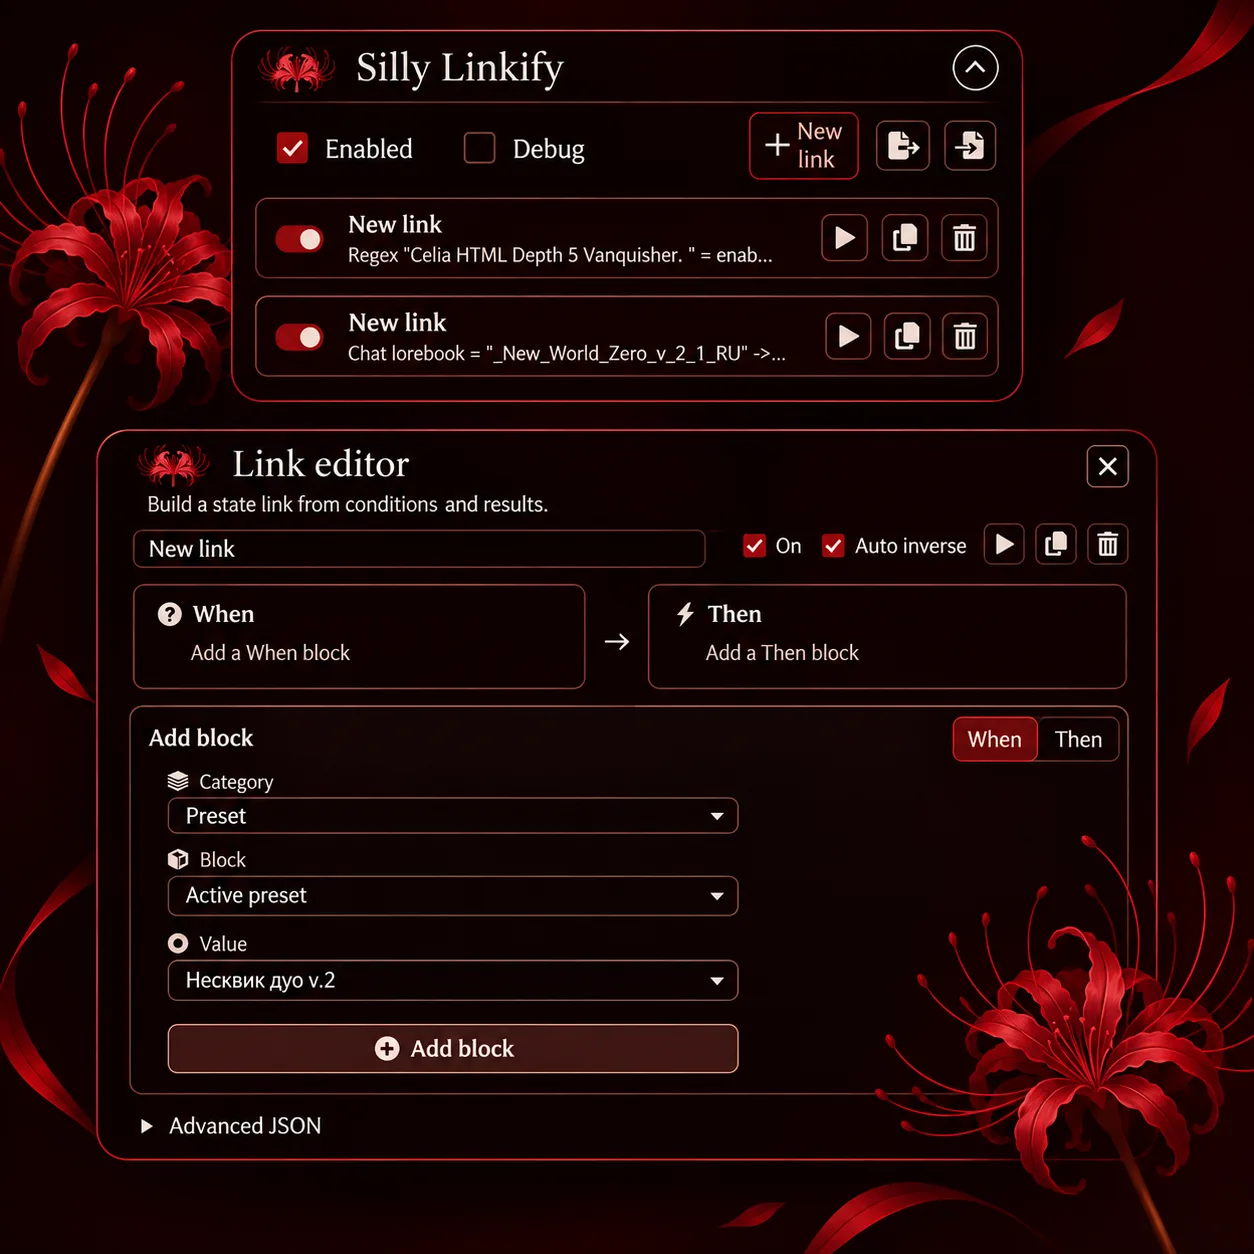 Silly Linkify
Enabled
Debug
New
link
New link
Regex "Celia HTML Depth 5 Vanquisher. " = enab...
New link
Chat lorebook = "_New_World_Zero_v_2_1_RU" ->...
Link editor
Build a state link from conditions and results.
New link
On
Auto inverse
When
Add a When block
Then
Add a Then block
Add block
When
Then
Category
Preset
Block
Active preset
Value
Несквик дуо v.2
Add block
Advanced JSON